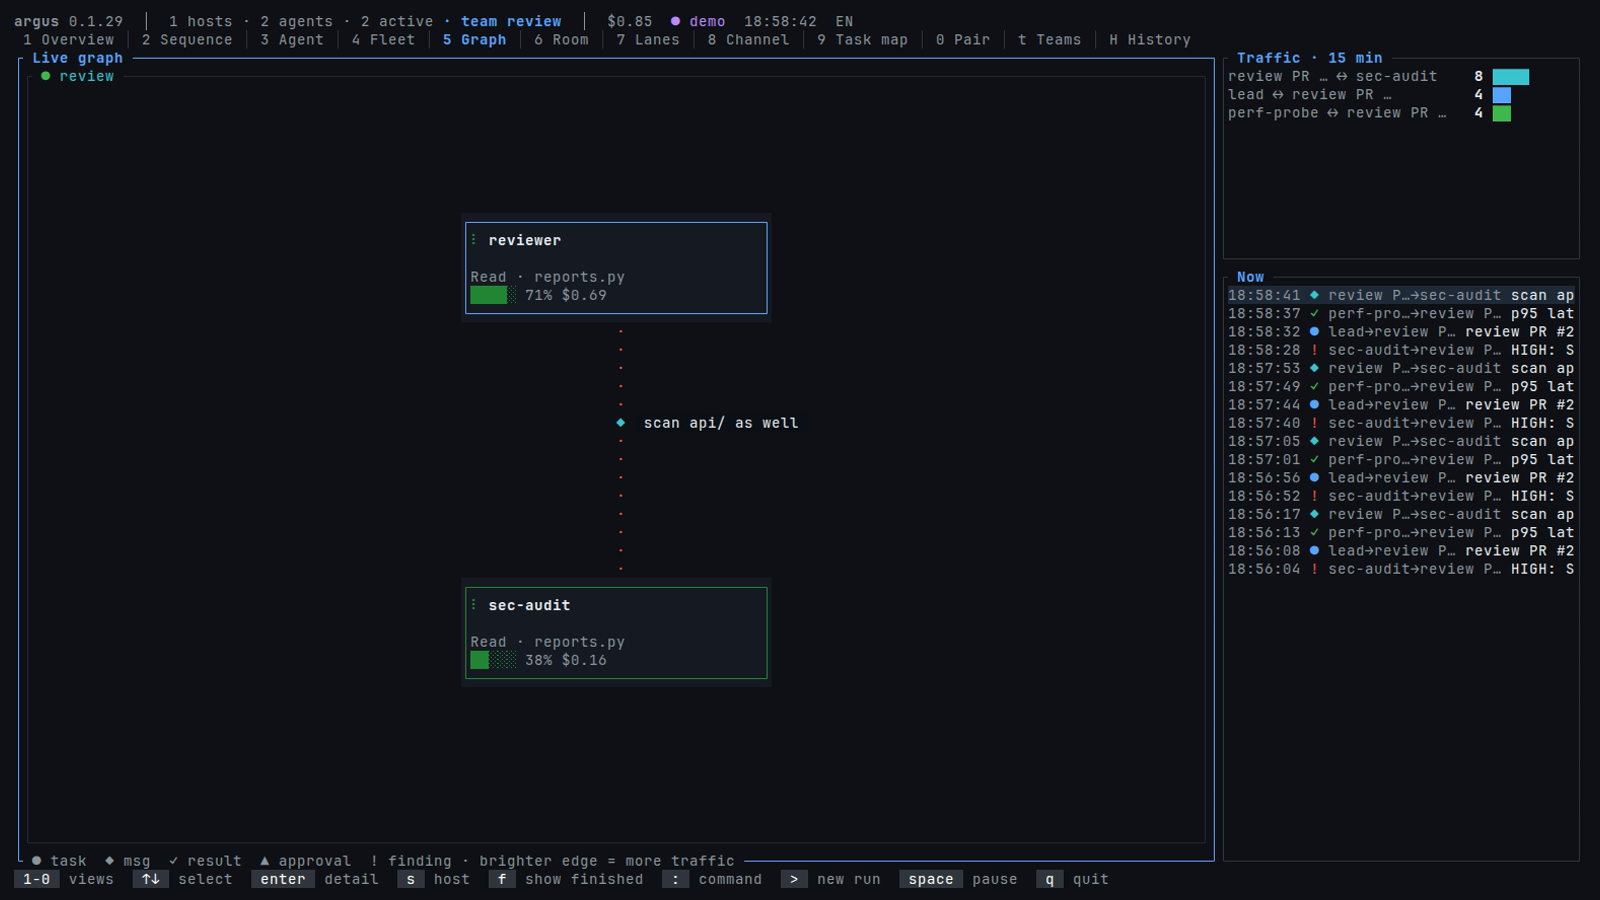 argus 0.1.29 │ 1 hosts · 2 agents · 2 active · team review │ $0.85 ● demo 18:58:42 EN
1 Overview │ 2 Sequence │ 3 Agent │ 4 Fleet │ 5 Graph │ 6 Room │ 7 Lanes │ 8 Channel │ 9 Task map │ 0 Pair │ t Teams │ H History
Live graph
● review
reviewer
Read · reports.py
71% $0.69
◆ scan api/ as well
sec-audit
Read · reports.py
38% $0.16
● task ◆ msg ✓ result ▲ approval ! finding · brighter edge = more traffic
Traffic · 15 min
review PR … ↔ sec-audit 8
lead ↔ review PR … 4
perf-probe ↔ review PR … 4
Now
18:58:41 ◆ review P…→sec-audit scan ap
18:58:37 ✓ perf-pro…→review P… p95 lat
18:58:32 ● lead→review P… review PR #2
18:58:28 ! sec-audit→review P… HIGH: S
18:57:53 ◆ review P…→sec-audit scan ap
18:57:49 ✓ perf-pro…→review P… p95 lat
18:57:44 ● lead→review P… review PR #2
18:57:40 ! sec-audit→review P… HIGH: S
18:57:05 ◆ review P…→sec-audit scan ap
18:57:01 ✓ perf-pro…→review P… p95 lat
18:56:56 ● lead→review P… review PR #2
18:56:52 ! sec-audit→review P… HIGH: S
18:56:17 ◆ review P…→sec-audit scan ap
18:56:13 ✓ perf-pro…→review P… p95 lat
18:56:08 ● lead→review P… review PR #2
18:56:04 ! sec-audit→review P… HIGH: S
1-0 views ↑↓ select enter detail s host f show finished : command > new run space pause q quit